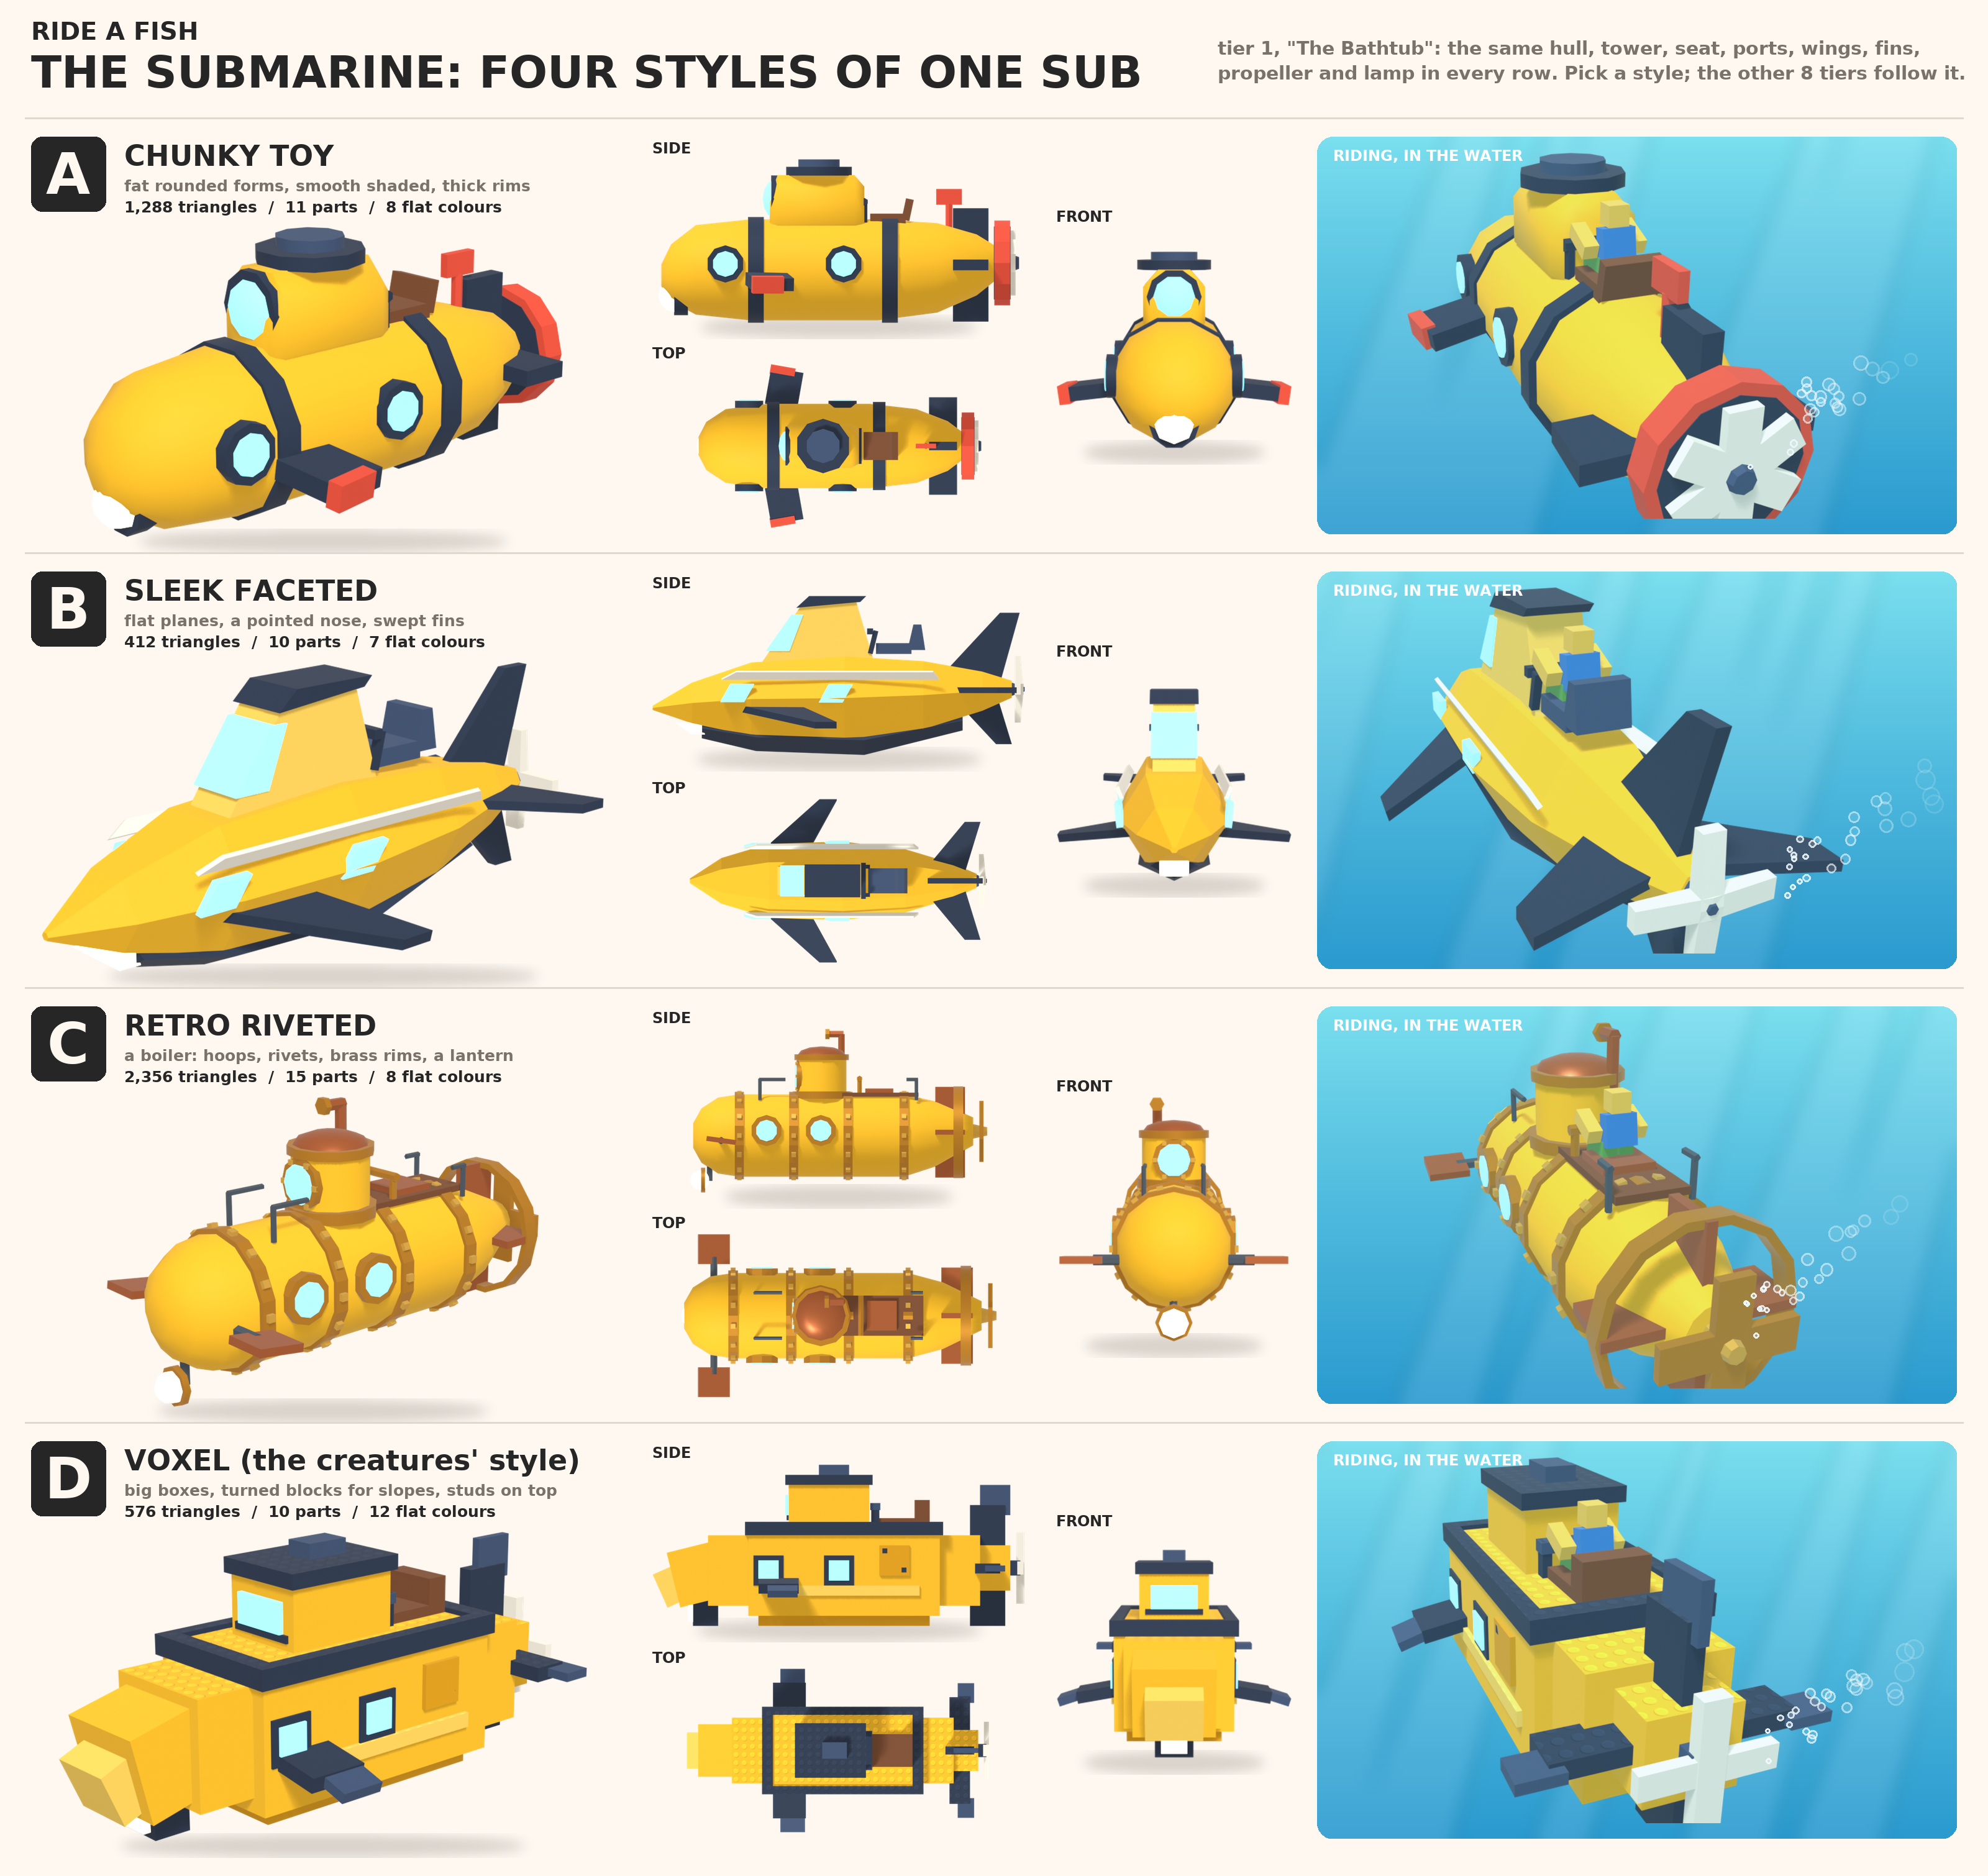 RIDE A FISH
THE SUBMARINE: FOUR STYLES OF ONE SUB
tier 1, "The Bathtub": the same hull, tower, seat, ports, wings, fins,
propeller and lamp in every row. Pick a style; the other 8 tiers follow it.
A
CHUNKY TOY
fat rounded forms, smooth shaded, thick rims
1,288 triangles / 11 parts / 8 flat colours
SIDE
TOP
FRONT
RIDING, IN THE WATER
B
SLEEK FACETED
flat planes, a pointed nose, swept fins
412 triangles / 10 parts / 7 flat colours
SIDE
TOP
FRONT
RIDING, IN THE WATER
C
RETRO RIVETED
a boiler: hoops, rivets, brass rims, a lantern
2,356 triangles / 15 parts / 8 flat colours
SIDE
TOP
FRONT
RIDING, IN THE WATER
D
VOXEL (the creatures' style)
big boxes, turned blocks for slopes, studs on top
576 triangles / 10 parts / 12 flat colours
SIDE
TOP
FRONT
RIDING, IN THE WATER